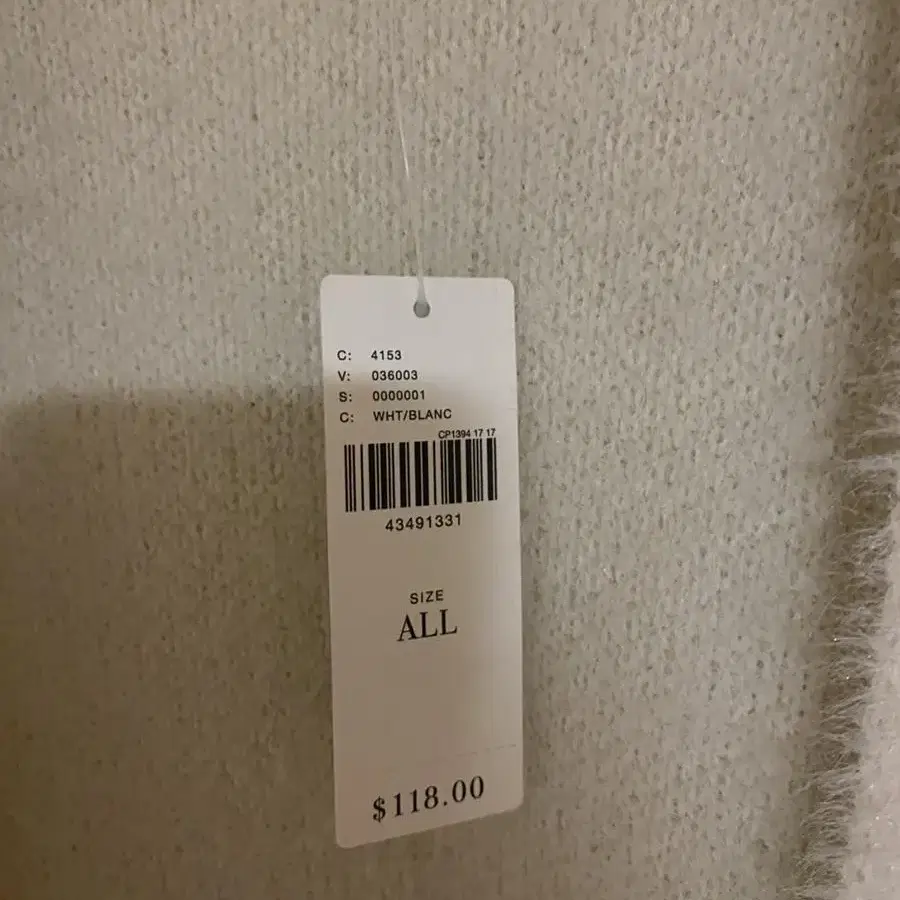 C: 4153
V: 036003
S: 0000001
C: WHT/BLANC
CP1394 17 17
43491331
SIZE
ALL
$118.00